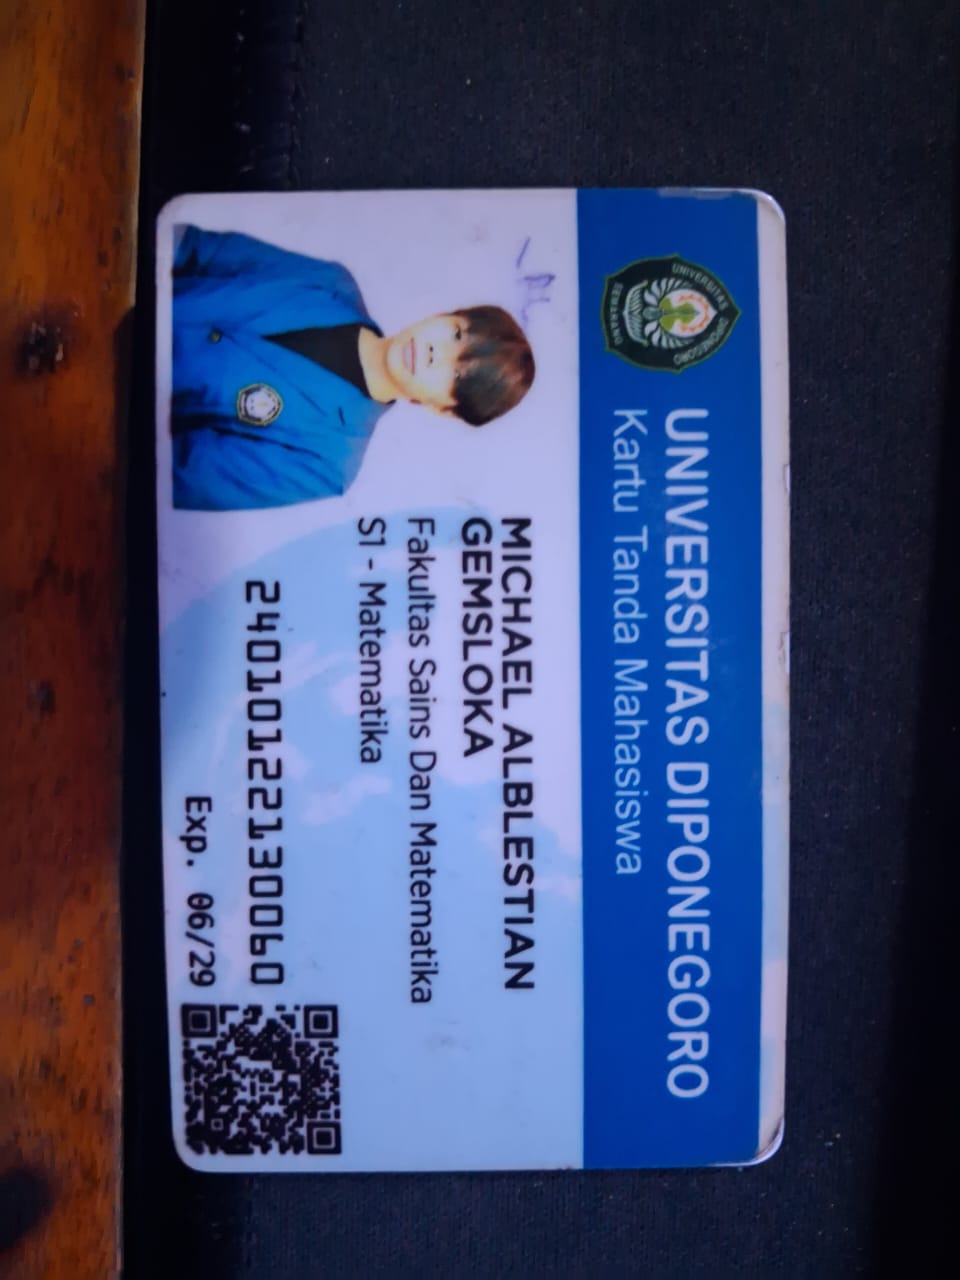 UNIVERSITAS DIPONEGORO
Kartu Tanda Mahasiswa
UNIVERSITAS DIPONEGORO
SEMARANG
MICHAEL ALBLESTIAN
GEMSLOKA
Fakultas Sains Dan Matematika
S1 - Matematika
24010122130060
Exp. 06/29